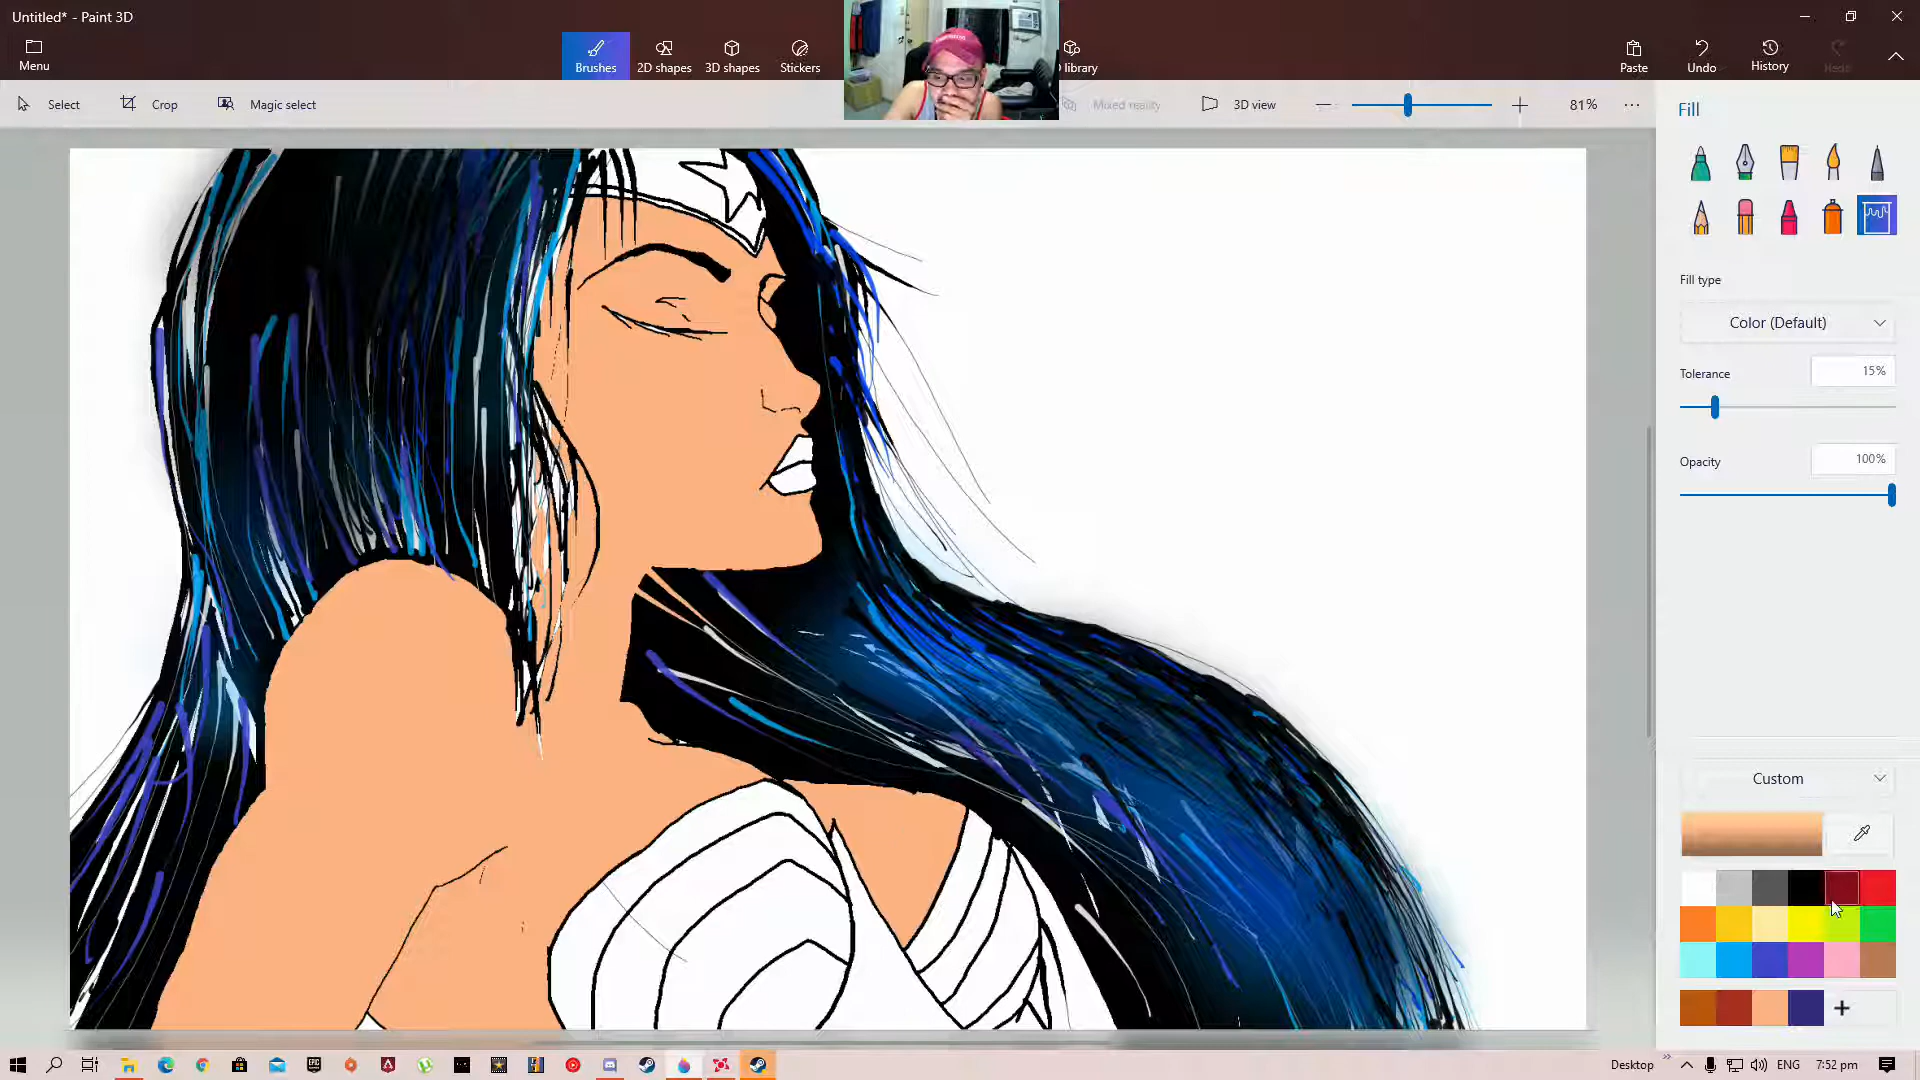 Untitled* - Paint 3D
Menu
Brushes
2D shapes
3D shapes
Stickers
library
Paste
Undo
History
Redo
Select
Crop
Magic select
Mixed reality
3D view
81%
Fill
Fill type
Color (Default)
Tolerance
15%
Opacity
100%
Custom
Desktop
ENG
7:52 pm